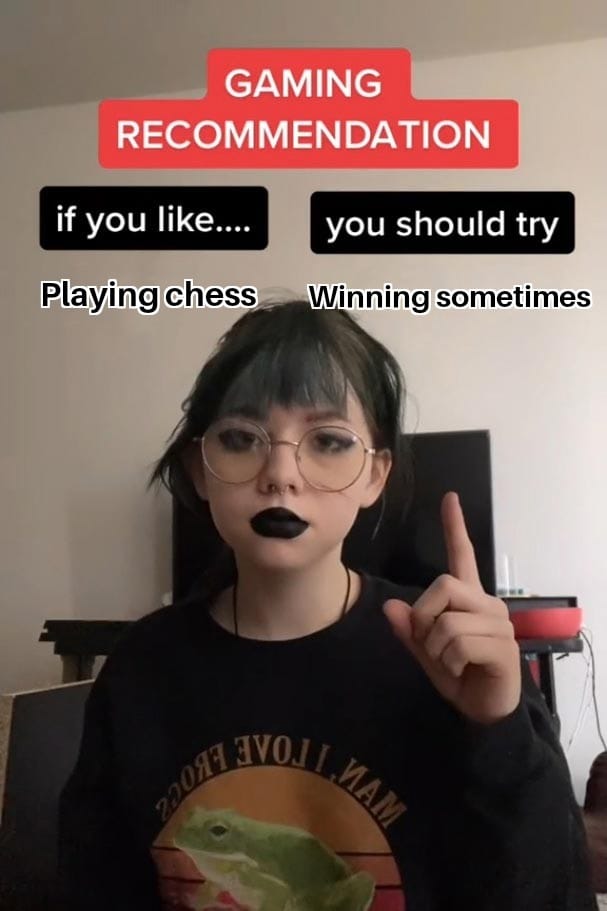 GAMING
RECOMMENDATION
if you like....
you should try
Playing chess
Winning sometimes
MAN, I LOVE FROGS